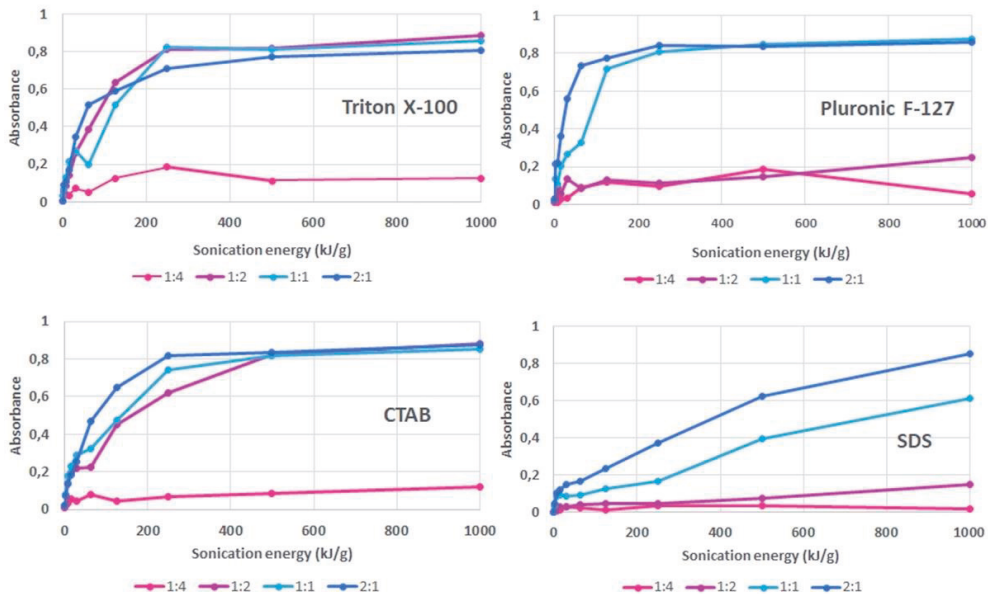 1
0,8
0,6
0,4
0,2
0
Absorbance
Triton X-100
0 200 400 600 800 1000
Sonication energy (kJ/g)
1:4 1:2 1:1 2:1
1
0,8
0,6
0,4
0,2
0
Absorbance
Pluronic F-127
0 200 400 600 800 1000
Sonication energy (kJ/g)
1:4 1:2 1:1 2:1
1
0,8
0,6
0,4
0,2
0
Absorbance
CTAB
0 200 400 600 800 1000
Sonication energy (kJ/g)
1:4 1:2 1:1 2:1
1
0,8
0,6
0,4
0,2
0
Absorbance
SDS
0 200 400 600 800 1000
Sonication energy (kJ/g)
1:4 1:2 1:1 2:1